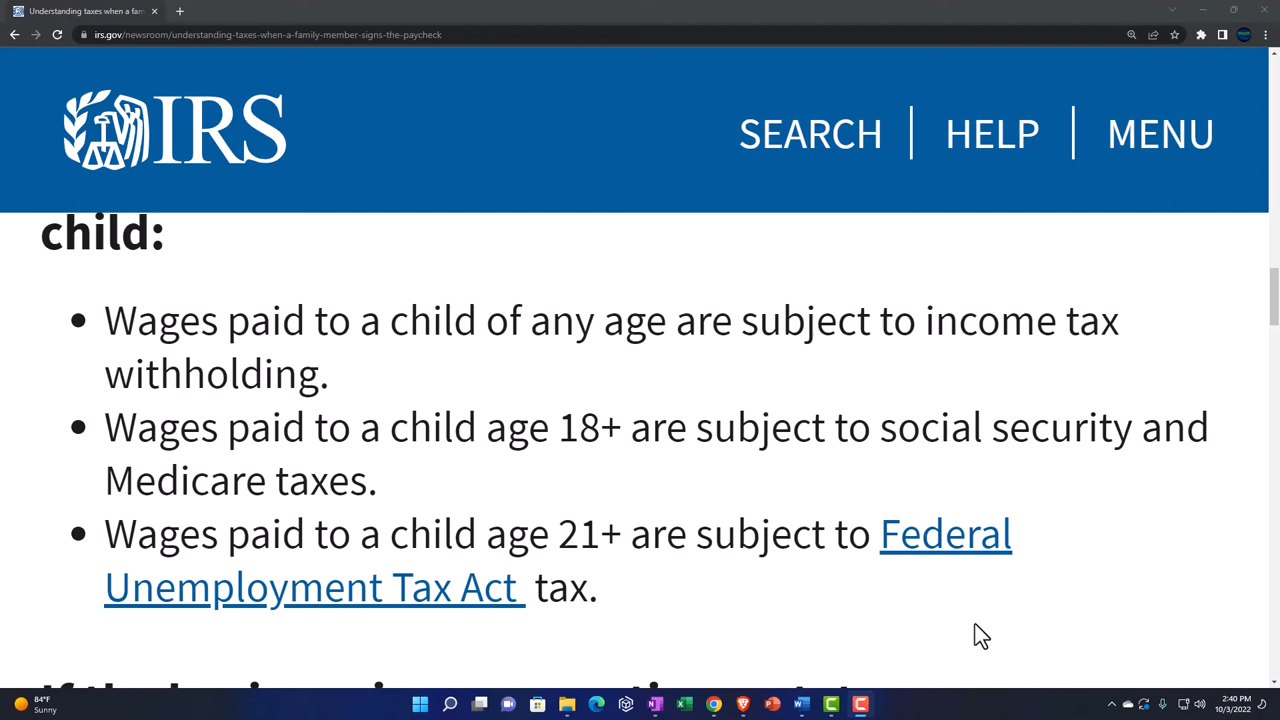 Understanding taxes when a fam
irs.gov/newsroom/understanding-taxes-when-a-family-member-signs-the-paycheck
IRS
SEARCH
HELP
MENU
child:
• Wages paid to a child of any age are subject to income tax
withholding.
• Wages paid to a child age 18+ are subject to social security and
Medicare taxes.
• Wages paid to a child age 21+ are subject to Federal
Unemployment Tax Act tax.
84°F
Sunny
2:40 PM
10/3/2022